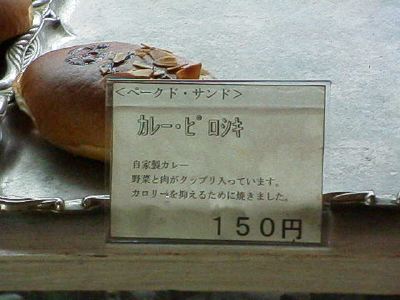 <ベークド・サンド>
カレー・ピロシキ
自家製カレー
野菜と肉がタップリ入っています。
カロリーを抑えるために焼きました。
150円